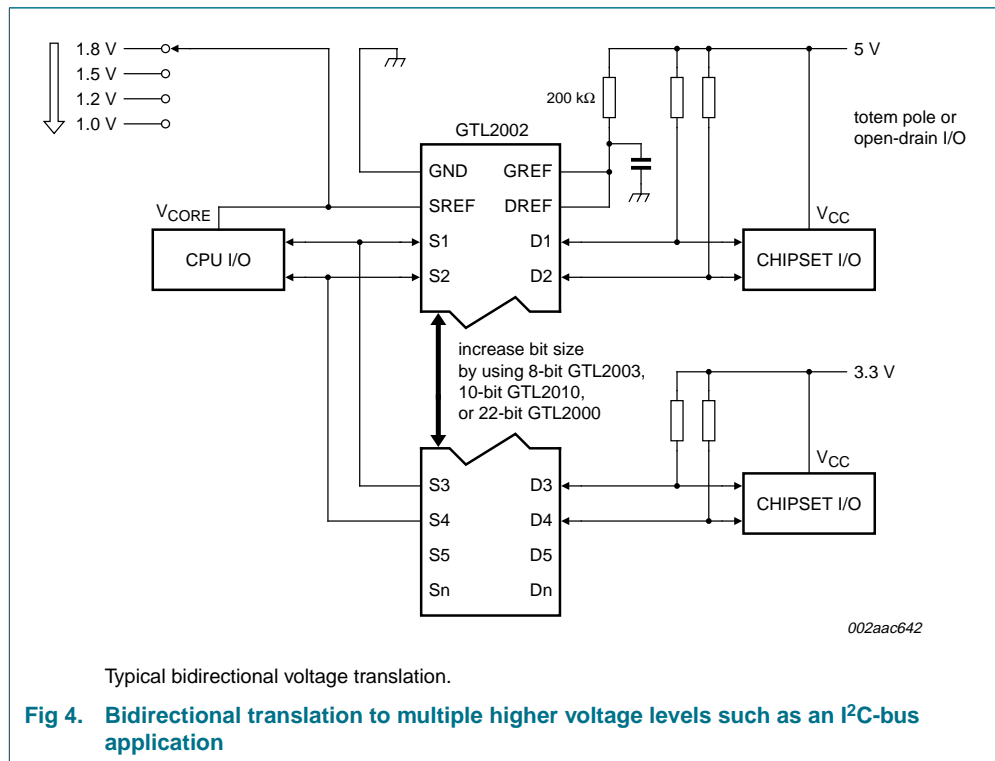 1.8 V
1.5 V
1.2 V
1.0 V
5 V
200 kΩ
totem pole or
open-drain I/O
GTL2002
GND GREF
SREF DREF
S1 D1
S2 D2
VCORE
CPU I/O
VCC
CHIPSET I/O
increase bit size
by using 8-bit GTL2003,
10-bit GTL2010,
or 22-bit GTL2000
3.3 V
VCC
CHIPSET I/O
S3 D3
S4 D4
S5 D5
Sn Dn
002aac642
Typical bidirectional voltage translation.
Fig 4. Bidirectional translation to multiple higher voltage levels such as an I²C-bus
application